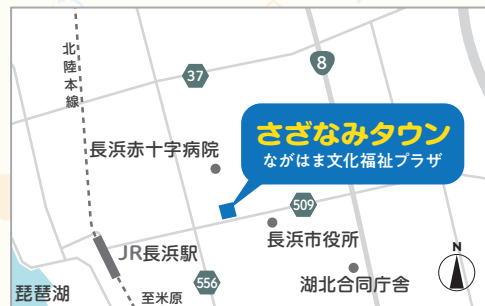 北陸本線
37
8
さざなみタウン
ながはま文化福祉プラザ
長浜赤十字病院
509
長浜市役所
JR長浜駅
556
湖北合同庁舎
至米原
琵琶湖
N